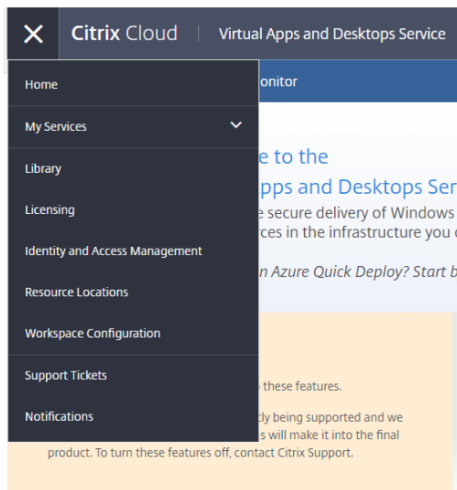 Citrix Cloud | Virtual Apps and Desktops Service
Home
onitor
My Services
Library
e to the
pps and Desktops Ser
Licensing
e secure delivery of Windows
ces in the infrastructure you
Identity and Access Management
n Azure Quick Deploy? Start b
Resource Locations
Workspace Configuration
Support Tickets
these features.
Notifications
tly being supported and we
s will make it into the final
product. To turn these features off, contact Citrix Support.